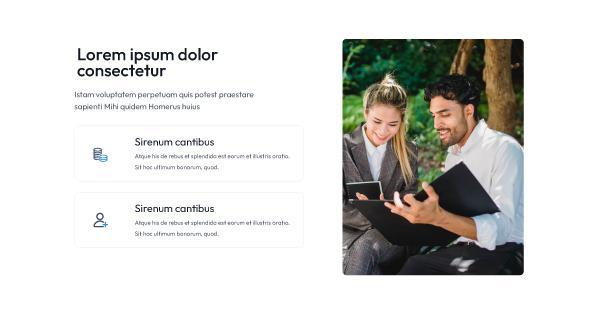 Lorem ipsum dolor
consectetur
Istam voluptatem perpetuam quis potest praestare
sapienti Mihi quidem Homerus huius
Sirenum cantibus
Atque his de rebus et splendida est eorum et illustris oratio.
Sit hoc ultimum bonorum, quod.
Sirenum cantibus
Atque his de rebus et splendida est eorum et illustris oratio.
Sit hoc ultimum bonorum, quod.